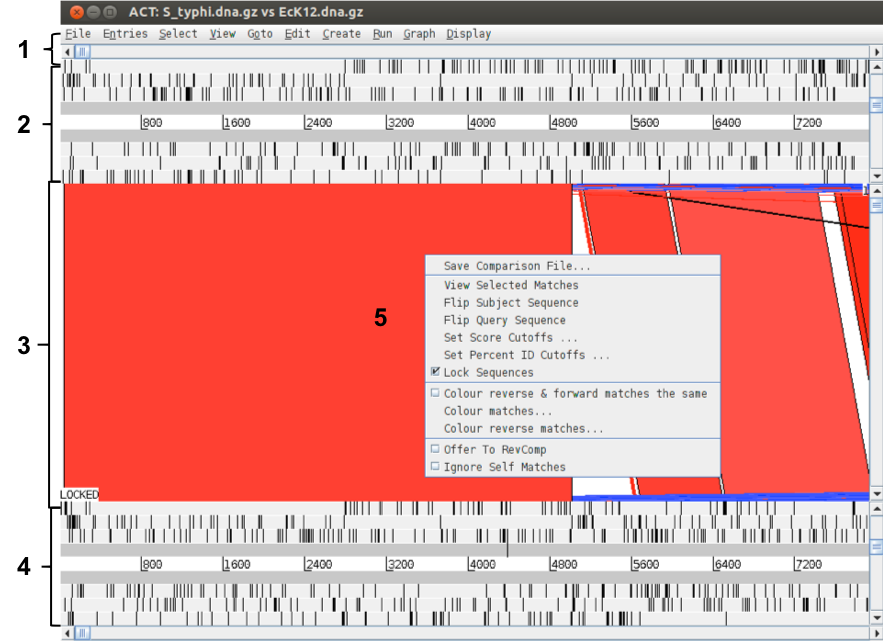 ACT: S_typhi.dna.gz vs EcK12.dna.gz
File Entries Select View Goto Edit Create Run Graph Display
1
2
800 1600 2400 3200 4000 4800 5600 6400 7200
1
Save Comparison File...
View Selected Matches
Flip Subject Sequence
5
Flip Query Sequence
Set Score Cutoffs ...
3
Set Percent ID Cutoffs ...
Lock Sequences
Colour reverse & forward matches the same
Colour matches...
Colour reverse matches...
Offer To RevComp
Ignore Self Matches
LOCKED
4
800 1600 2400 3200 4000 4800 5600 6400 7200